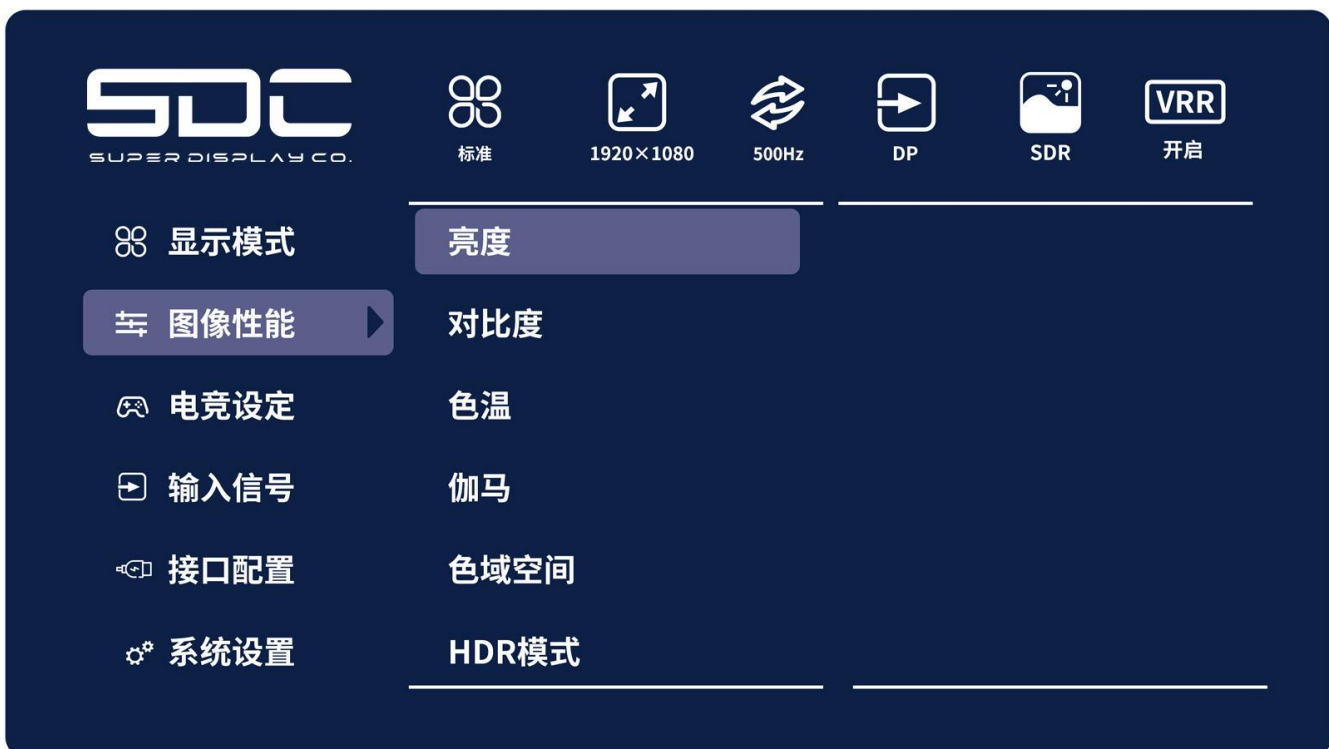 SDC
SUPER DISPLAY CO.
标准
1920×1080
500Hz
DP
SDR
VRR
开启
显示模式
图像性能
电竞设定
输入信号
接口配置
系统设置
亮度
对比度
色温
伽马
色域空间
HDR模式